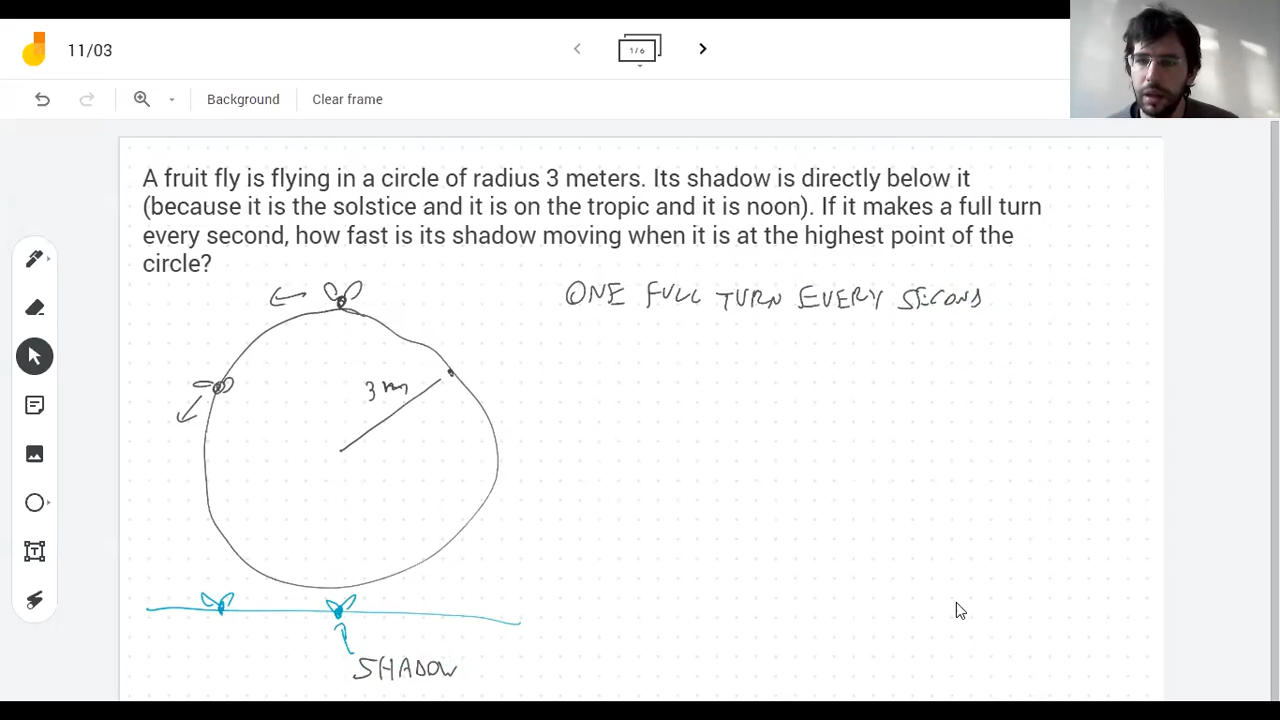 11/03
1/6
Background
Clear frame
A fruit fly is flying in a circle of radius 3 meters. Its shadow is directly below it
(because it is the solstice and it is on the tropic and it is noon). If it makes a full turn
every second, how fast is its shadow moving when it is at the highest point of the
circle?
ONE FULL TURN EVERY SECOND
3m
SHADOW